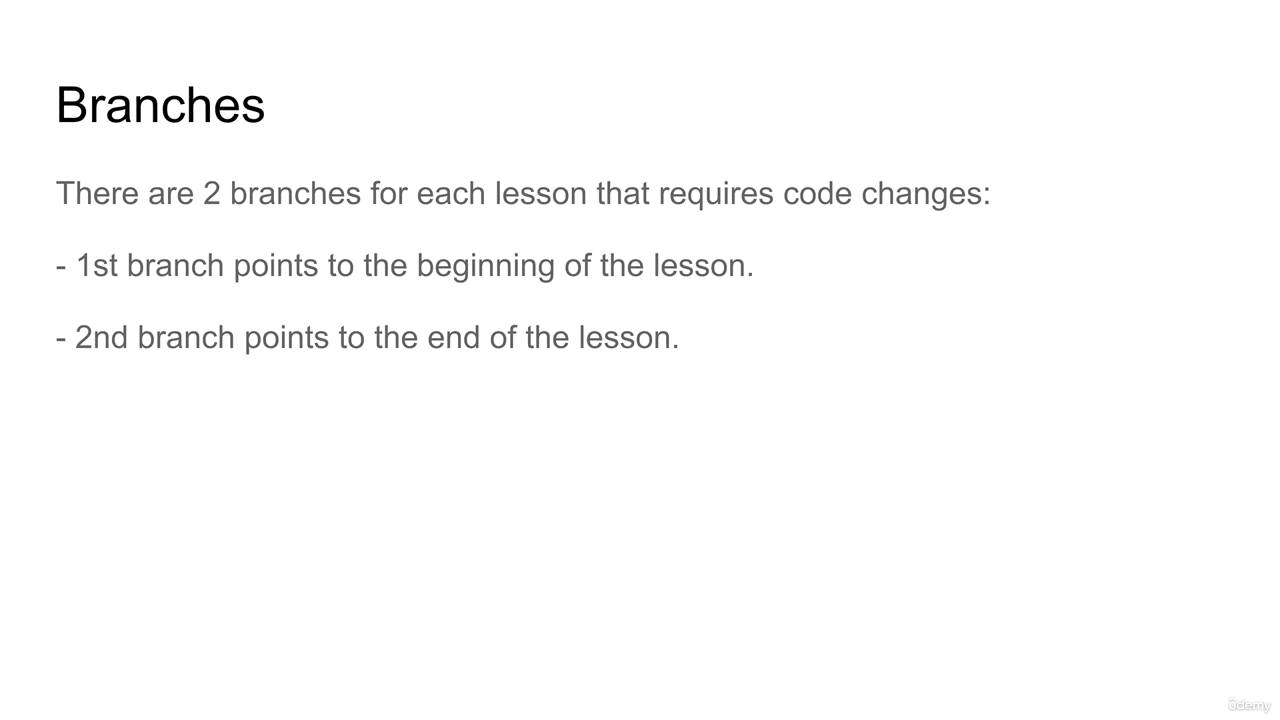 Branches
There are 2 branches for each lesson that requires code changes:
- 1st branch points to the beginning of the lesson.
- 2nd branch points to the end of the lesson.
ûdemy